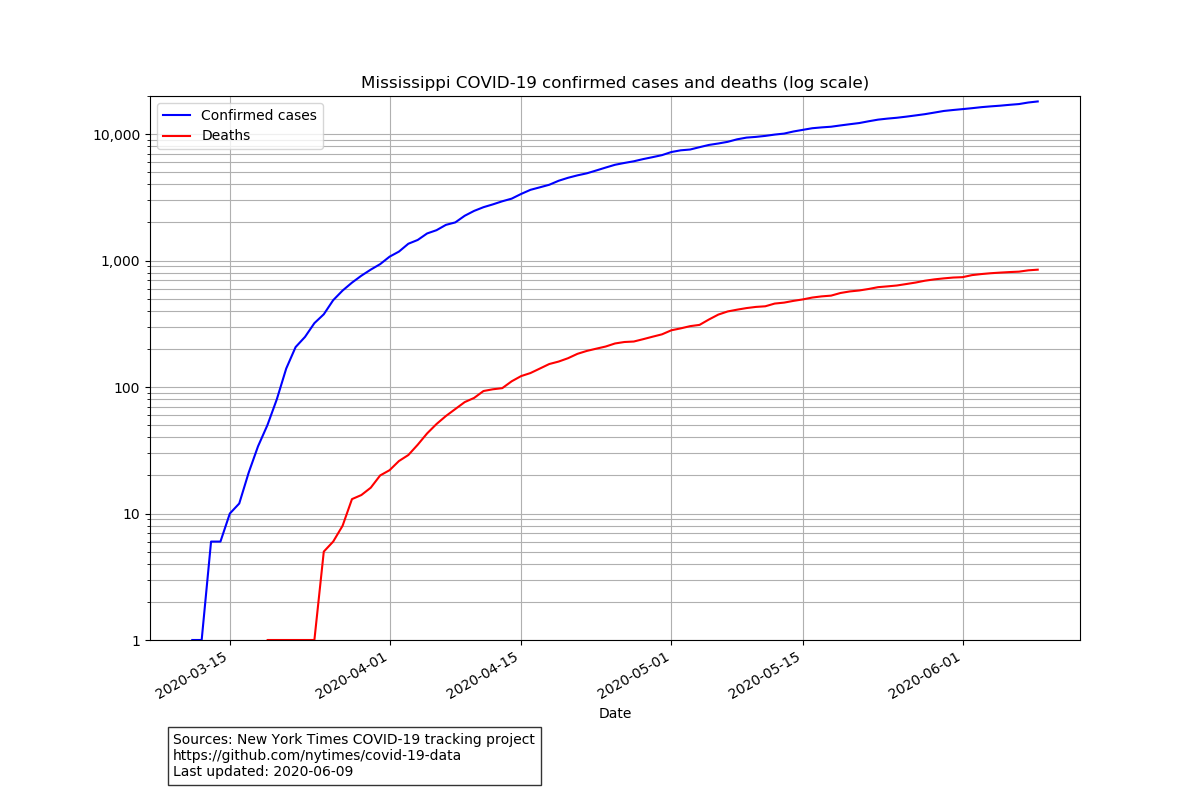 Mississippi COVID-19 confirmed cases and deaths (log scale)
Confirmed cases
Deaths
10,000
1,000
100
10
1
2020-03-15
2020-04-01
2020-04-15
2020-05-01
2020-05-15
2020-06-01
Date
Sources: New York Times COVID-19 tracking project
https://github.com/nytimes/covid-19-data
Last updated: 2020-06-09